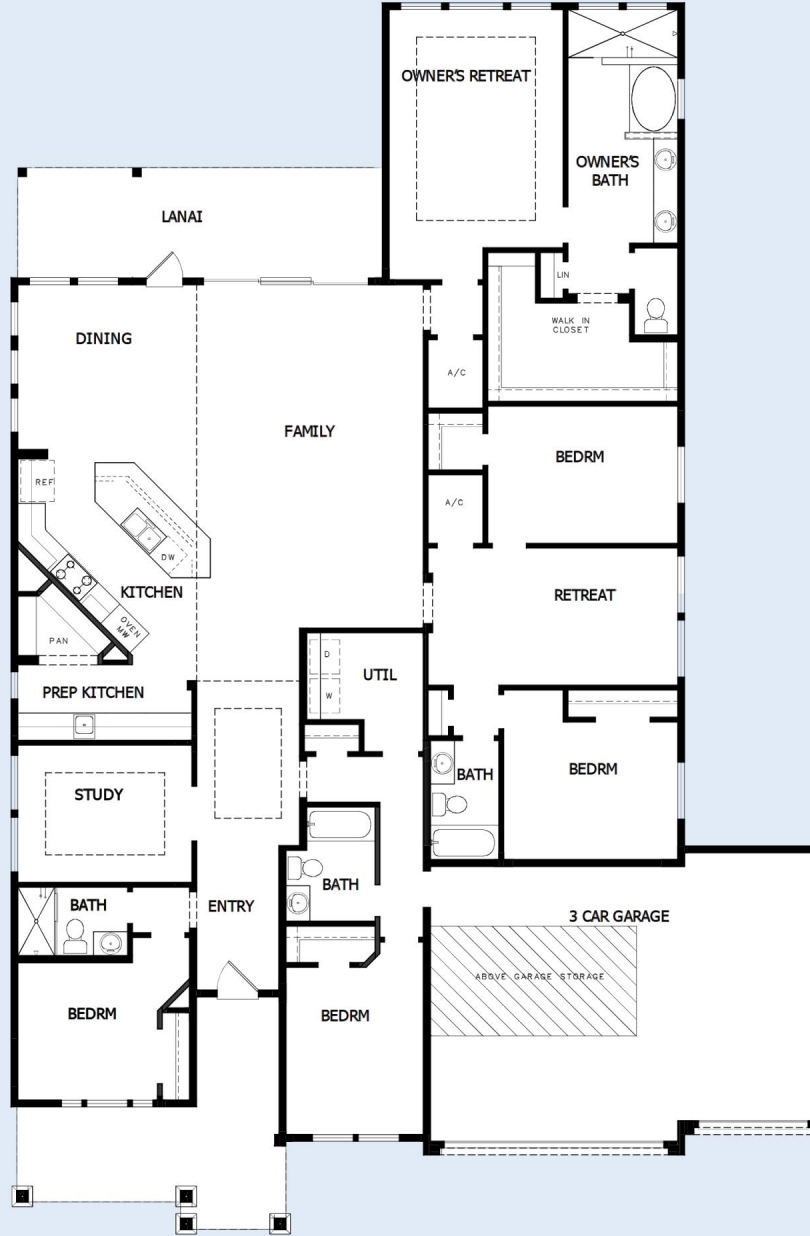 OWNER'S RETREAT
OWNER'S
BATH
LANAI
LIN
WALK IN
CLOSET
DINING
A/C
FAMILY
BEDRM
REF
A/C
DW
KITCHEN
RETREAT
OVEN
MW
PAN
D
UTIL
PREP KITCHEN
W
BATH
BEDRM
STUDY
BATH
BATH
ENTRY
3 CAR GARAGE
ABOVE GARAGE STORAGE
BEDRM
BEDRM